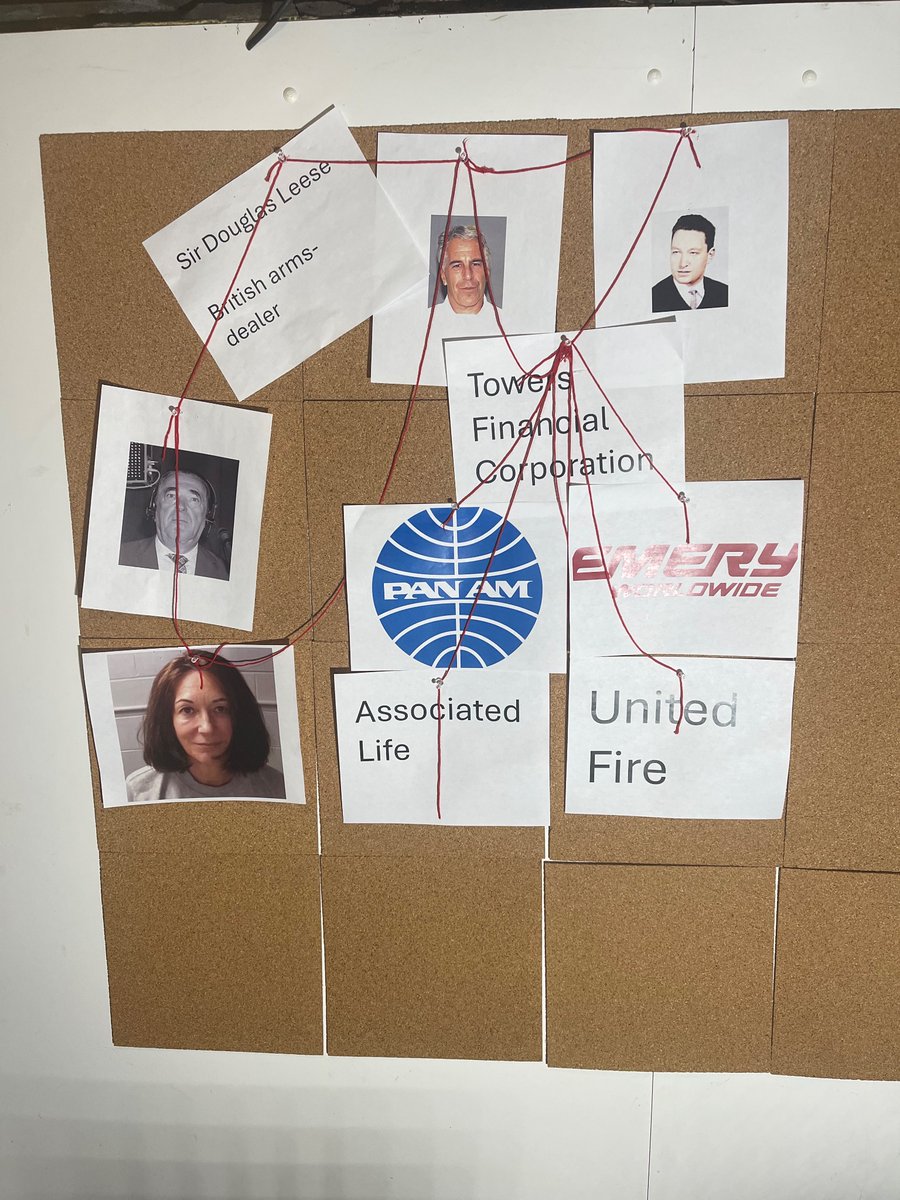 Sir Douglas Leese
British arms-
dealer
Towers
Financial
Corporation
PAN AM
EMERY
WORLDWIDE
Associated
Life
United
Fire